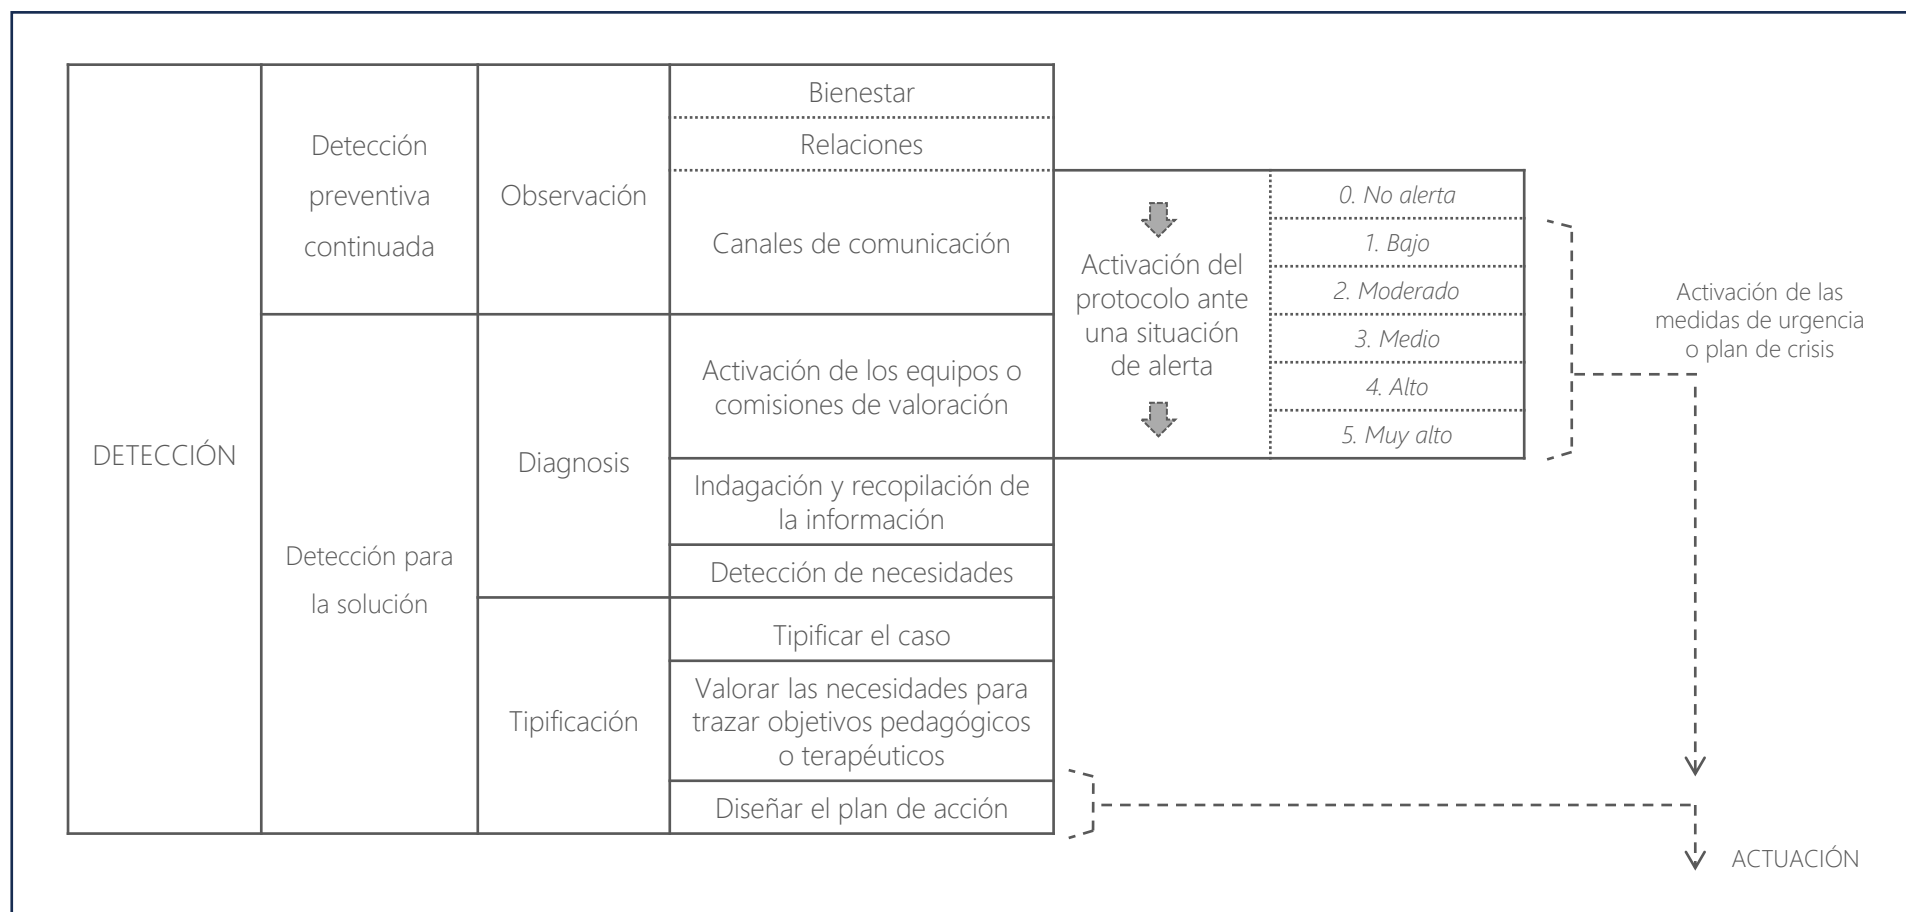 DETECCIÓN
Detección
preventiva
continuada
Observación
Bienestar
Relaciones
Canales de comunicación
Activación del
protocolo ante
una situación
de alerta
0. No alerta
1. Bajo
2. Moderado
3. Medio
4. Alto
5. Muy alto
Activación de las
medidas de urgencia
o plan de crisis
Detección para
la solución
Diagnosis
Activación de los equipos o
comisiones de valoración
Indagación y recopilación de
la información
Detección de necesidades
Tipificación
Tipificar el caso
Valorar las necesidades para
trazar objetivos pedagógicos
o terapéuticos
Diseñar el plan de acción
ACTUACIÓN